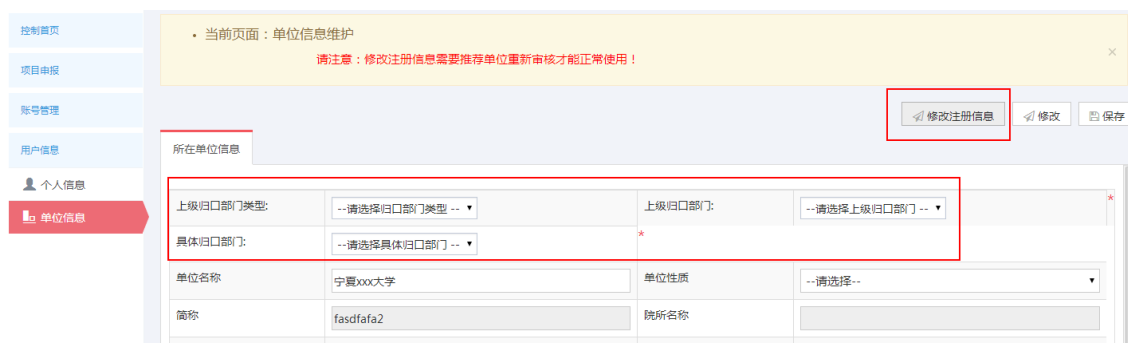 控制首页
项目申报
账号管理
用户信息
个人信息
单位信息
• 当前页面：单位信息维护
请注意：修改注册信息需要推荐单位重新审核才能正常使用！
×
修改注册信息 修改 保存
所在单位信息
上级归口部门类型: --请选择归口部门类型 -- 上级归口部门: --请选择上级归口部门 -- *
具体归口部门: --请选择具体归口部门 -- *
单位名称 宁夏xxx大学 单位性质 --请选择--
简称 fasdfafa2 院所名称